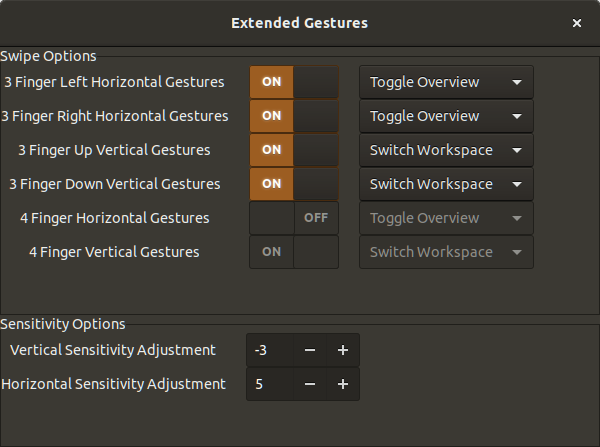 Extended Gestures ×
Swipe Options
3 Finger Left Horizontal Gestures ON Toggle Overview
3 Finger Right Horizontal Gestures ON Toggle Overview
3 Finger Up Vertical Gestures ON Switch Workspace
3 Finger Down Vertical Gestures ON Switch Workspace
4 Finger Horizontal Gestures OFF Toggle Overview
4 Finger Vertical Gestures ON Switch Workspace
Sensitivity Options
Vertical Sensitivity Adjustment -3 − +
Horizontal Sensitivity Adjustment 5 − +